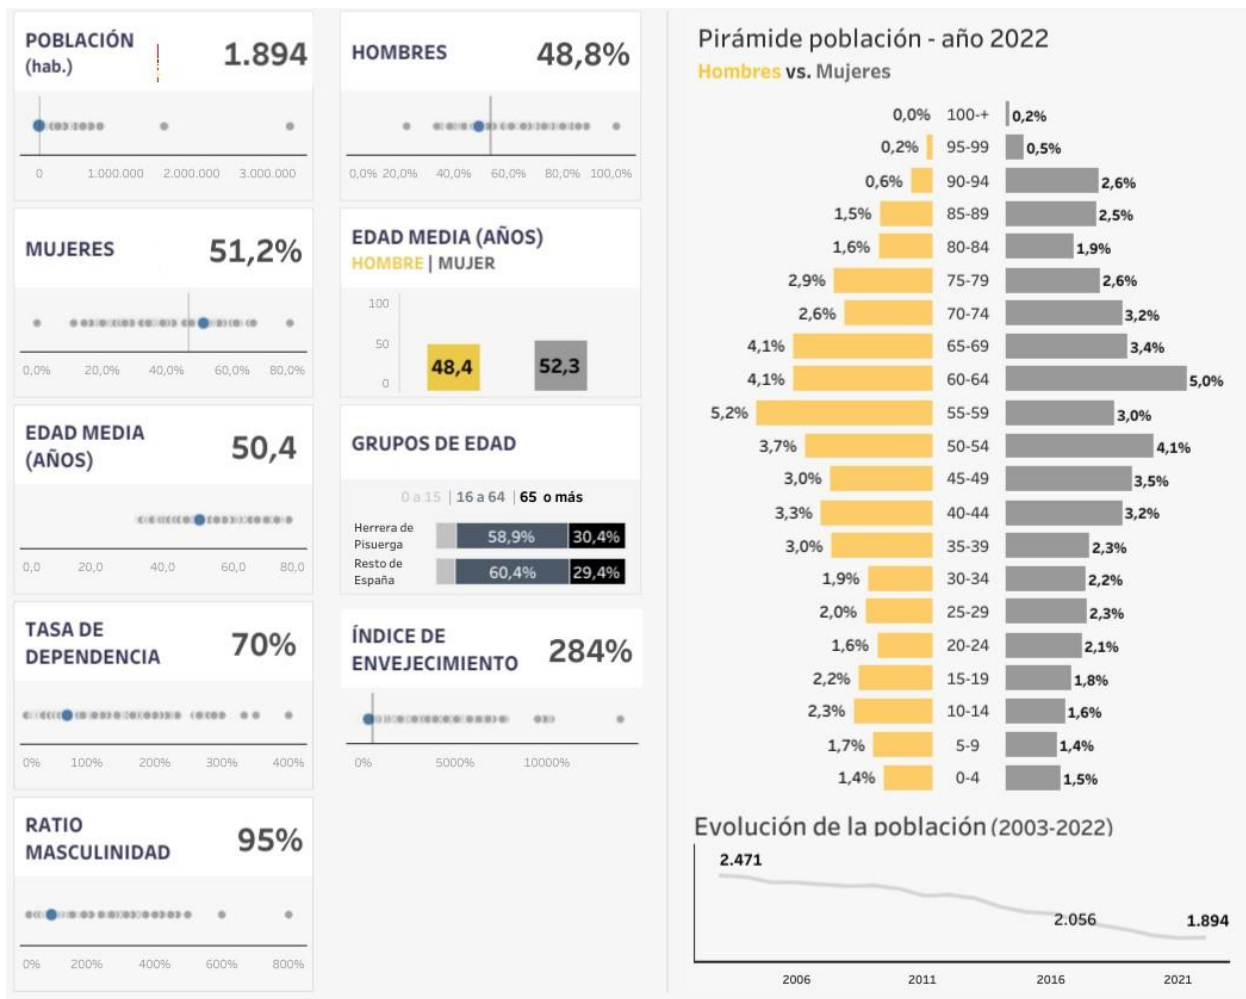 POBLACIÓN
(hab.)
1.894
0 1.000.000 2.000.000 3.000.000
HOMBRES 48,8%
0,0% 20,0% 40,0% 60,0% 80,0% 100,0%
MUJERES 51,2%
0,0% 20,0% 40,0% 60,0% 80,0%
EDAD MEDIA (AÑOS)
HOMBRE | MUJER
100
50
0
48,4 52,3
EDAD MEDIA
(AÑOS)
50,4
0,0 20,0 40,0 60,0 80,0
GRUPOS DE EDAD
0 a 15 | 16 a 64 | 65 o más
Herrera de
Pisuerga
58,9% 30,4%
Resto de
España
60,4% 29,4%
TASA DE
DEPENDENCIA
70%
0% 100% 200% 300% 400%
ÍNDICE DE
ENVEJECIMIENTO
284%
0% 5000% 10000%
RATIO
MASCULINIDAD
95%
0% 200% 400% 600% 800%
Pirámide población - año 2022
Hombres vs. Mujeres
0,0% 100-+ 0,2%
0,2% 95-99 0,5%
0,6% 90-94 2,6%
1,5% 85-89 2,5%
1,6% 80-84 1,9%
2,9% 75-79 2,6%
2,6% 70-74 3,2%
4,1% 65-69 3,4%
4,1% 60-64 5,0%
5,2% 55-59 3,0%
3,7% 50-54 4,1%
3,0% 45-49 3,5%
3,3% 40-44 3,2%
3,0% 35-39 2,3%
1,9% 30-34 2,2%
2,0% 25-29 2,3%
1,6% 20-24 2,1%
2,2% 15-19 1,8%
2,3% 10-14 1,6%
1,7% 5-9 1,4%
1,4% 0-4 1,5%
Evolución de la población (2003-2022)
2.471
2.056
1.894
2006 2011 2016 2021